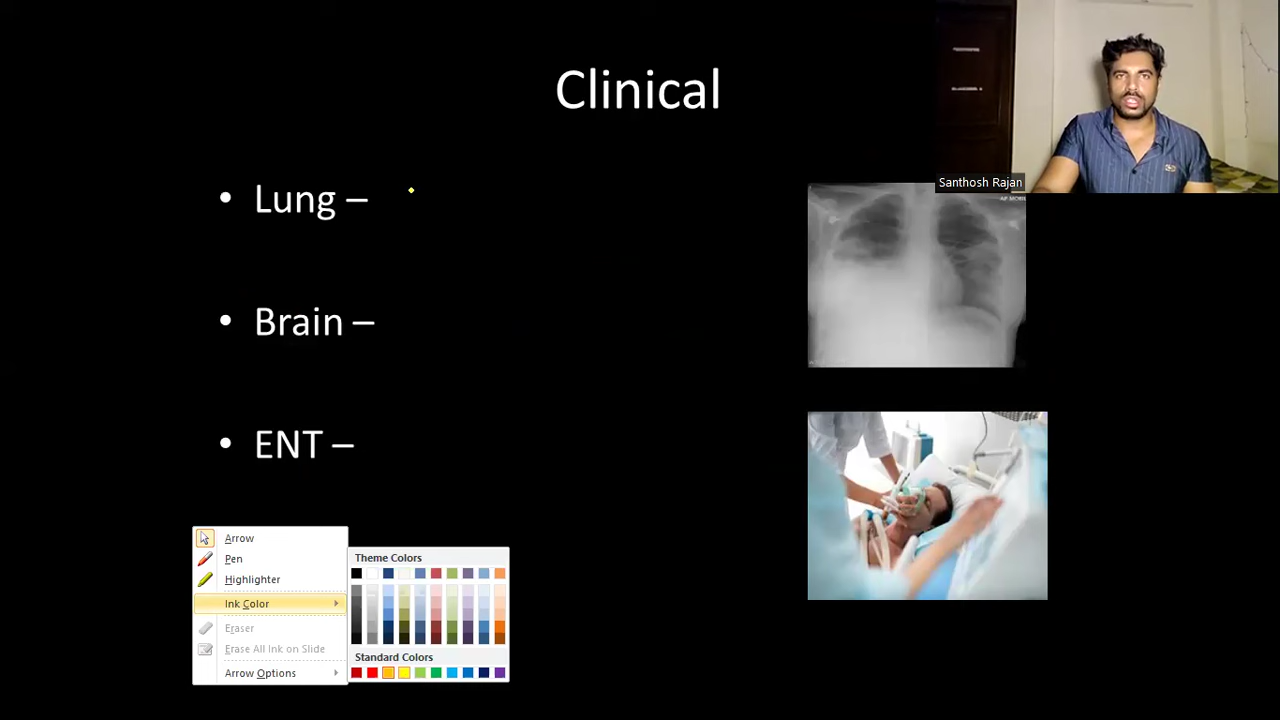 Clinical
Santhosh Rajan
• Lung –
• Brain –
• ENT –
Arrow
Pen
Highlighter
Ink Color
Eraser
Erase All Ink on Slide
Arrow Options
Theme Colors
Standard Colors